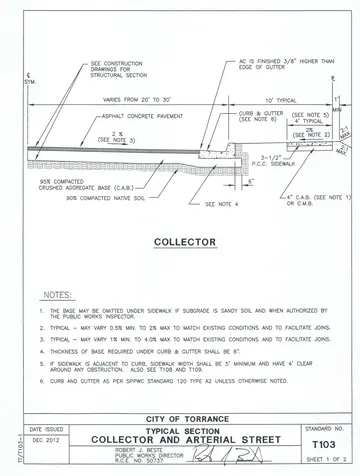 SEE CONSTRUCTION
DRAWINGS FOR
STRUCTURAL SECTION
AC IS FINISHED 3/8" HIGHER THAN
EDGE OF GUTTER
℄
SYM.
VARIES FROM 20' TO 30'
10' TYPICAL
1'
MIN
ASPHALT CONCRETE PAVEMENT
CURB & GUTTER
(SEE NOTE 6)
(SEE NOTE 5)
4' TYPICAL
2%
(SEE NOTE 2)
2 %
(SEE NOTE 3)
3-1/2"
P.C.C. SIDEWALK
95% COMPACTED
CRUSHED AGGREGATE BASE (C.A.B.)
90% COMPACTED NATIVE SOIL
SEE NOTE 4
6"
4" C.A.B. (SEE NOTE 1)
OR C.M.B.
COLLECTOR
NOTES:
1. THE BASE MAY BE OMITTED UNDER SIDEWALK IF SUBGRADE IS SANDY SOIL AND WHEN AUTHORIZED BY
THE PUBLIC WORKS INSPECTOR.
2. TYPICAL - MAY VARY 0.5% MIN. TO 2% MAX TO MATCH EXISTING CONDITIONS AND TO FACILITATE JOINS.
3. TYPICAL - MAY VARY 1% MIN. TO 4.0% MAX TO MATCH EXISTING CONDITIONS AND TO FACILITATE JOINS.
4. THICKNESS OF BASE REQUIRED UNDER CURB & GUTTER SHALL BE 8".
5. IF SIDEWALK IS ADJACENT TO CURB, SIDEWALK WIDTH SHALL BE 5' MINIMUM AND HAVE 4' CLEAR
AROUND ANY OBSTRUCTION. ALSO SEE T108 AND T109.
6. CURB AND GUTTER AS PER SPPWC STANDARD 120 TYPE A2 UNLESS OTHERWISE NOTED.
CITY OF TORRANCE
DATE ISSUED
DEC 2012
TYPICAL SECTION
COLLECTOR AND ARTERIAL STREET
ROBERT J. BESTE
PUBLIC WORKS DIRECTOR
R.C.E. NO. 50737
STANDARD NO.
T103
SHEET 1 OF 2